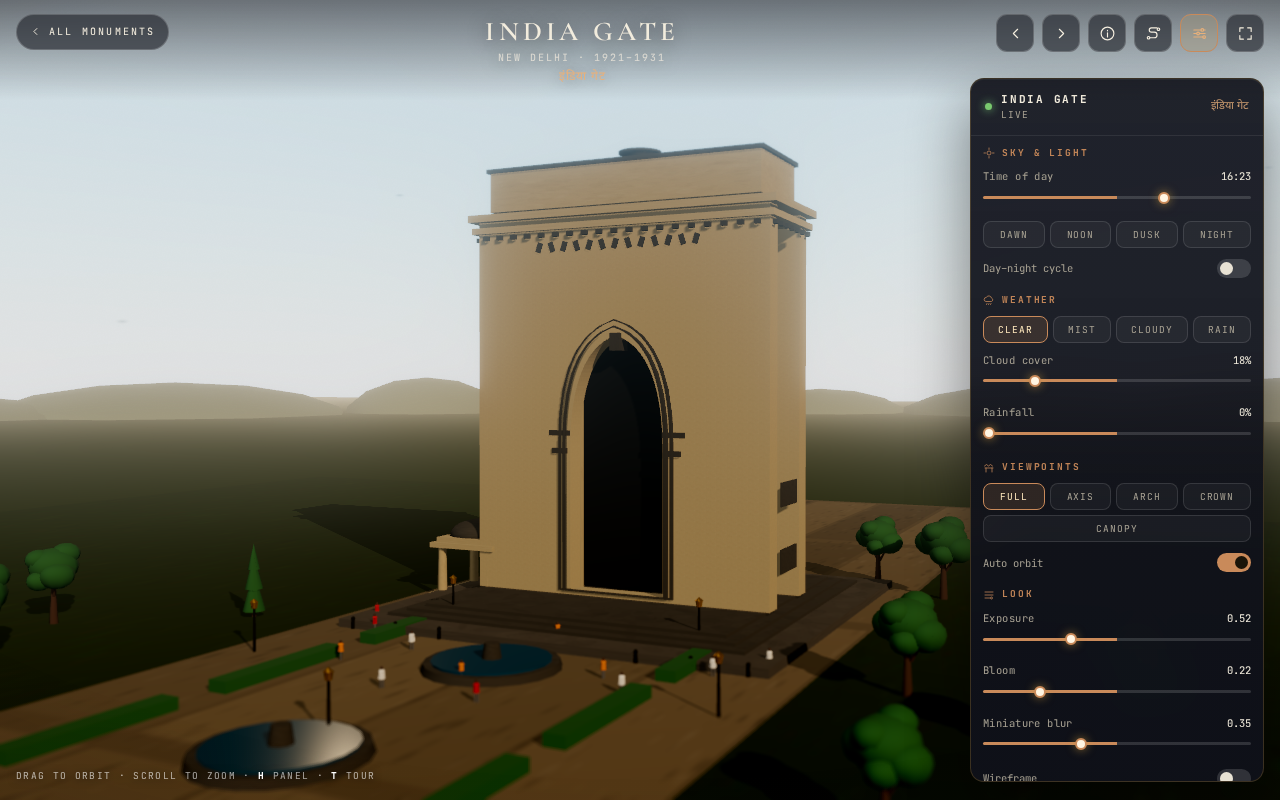 ALL MONUMENTS
INDIA GATE
NEW DELHI · 1921–1931
इंडिया गेट
INDIA GATE
LIVE
इंडिया गेट
SKY & LIGHT
Time of day 16:23
DAWN NOON DUSK NIGHT
Day–night cycle
WEATHER
CLEAR MIST CLOUDY RAIN
Cloud cover 18%
Rainfall 0%
VIEWPOINTS
FULL AXIS ARCH CROWN
CANOPY
Auto orbit
LOOK
Exposure 0.52
Bloom 0.22
Miniature blur 0.35
Wireframe
DRAG TO ORBIT · SCROLL TO ZOOM · H PANEL · T TOUR